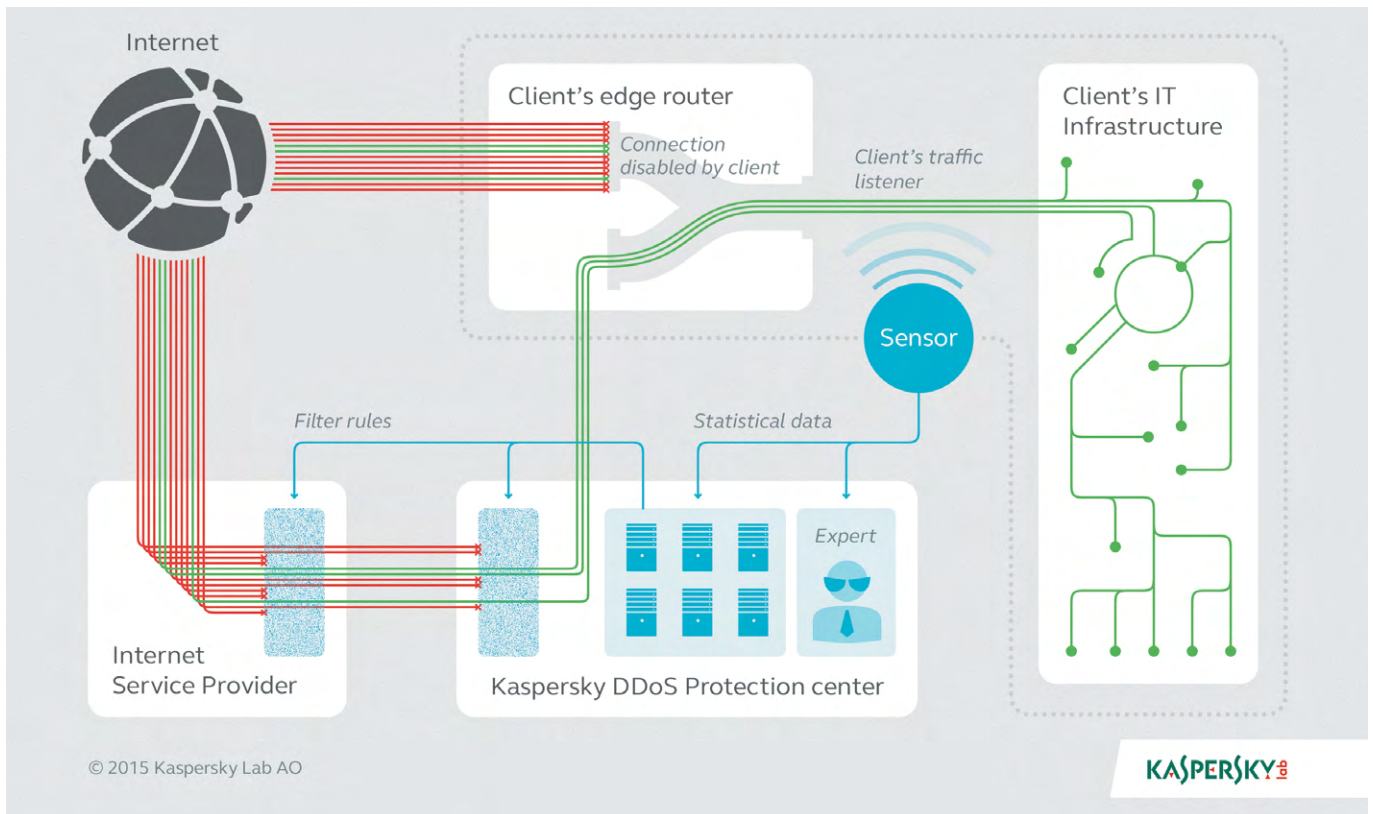 Internet
Client's edge router
Connection
disabled by client
Client's traffic
listener
Client's IT
Infrastructure
Sensor
Filter rules
Statistical data
Expert
Internet
Service Provider
Kaspersky DDoS Protection center
© 2015 Kaspersky Lab AO
KASPERSKY lab